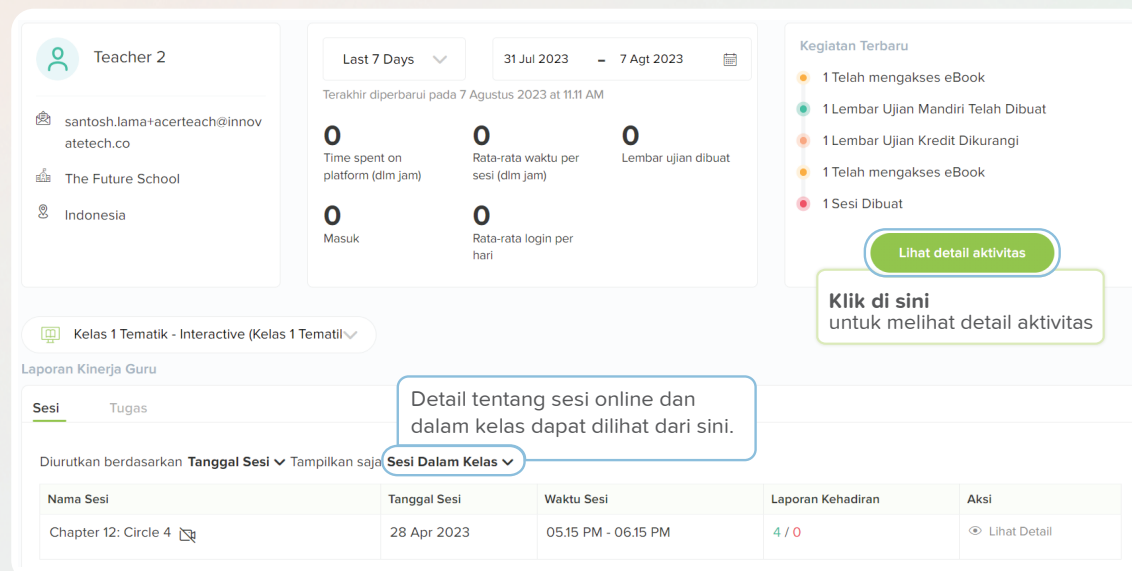 Teacher 2
santosh.lama+acerteach@innov
atetech.co
The Future School
Indonesia
Last 7 Days
31 Jul 2023 – 7 Agt 2023
Terakhir diperbarui pada 7 Agustus 2023 at 11.11 AM
0
Time spent on
platform (dlm jam)
0
Rata-rata waktu per
sesi (dlm jam)
0
Lembar ujian dibuat
0
Masuk
0
Rata-rata login per
hari
Kegiatan Terbaru
1 Telah mengakses eBook
1 Lembar Ujian Mandiri Telah Dibuat
1 Lembar Ujian Kredit Dikurangi
1 Telah mengakses eBook
1 Sesi Dibuat
Lihat detail aktivitas
Klik di sini
untuk melihat detail aktivitas
Kelas 1 Tematik - Interactive (Kelas 1 Tematil
Laporan Kinerja Guru
Sesi Tugas
Detail tentang sesi online dan
dalam kelas dapat dilihat dari sini.
Diurutkan berdasarkan Tanggal Sesi Tampilkan saja Sesi Dalam Kelas
Nama Sesi Tanggal Sesi Waktu Sesi Laporan Kehadiran Aksi
Chapter 12: Circle 4 28 Apr 2023 05.15 PM - 06.15 PM 4 / 0 Lihat Detail